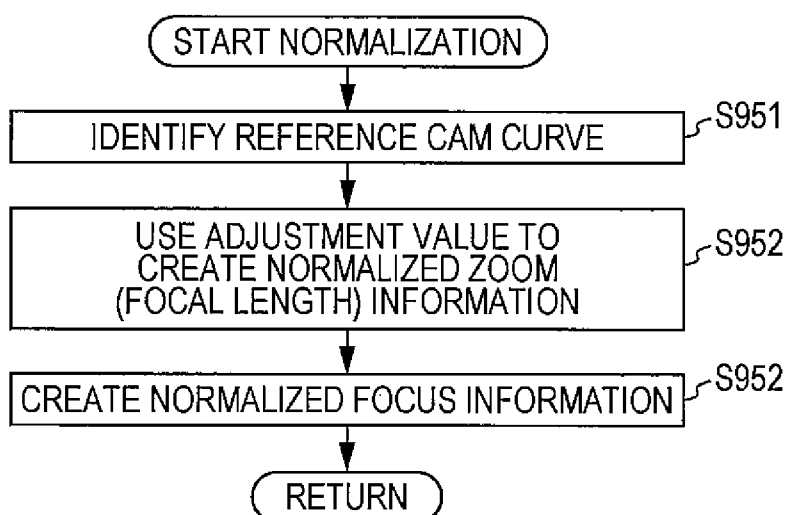 START NORMALIZATION
IDENTIFY REFERENCE CAM CURVE
S951
USE ADJUSTMENT VALUE TO
CREATE NORMALIZED ZOOM
(FOCAL LENGTH) INFORMATION
S952
CREATE NORMALIZED FOCUS INFORMATION
S952
RETURN